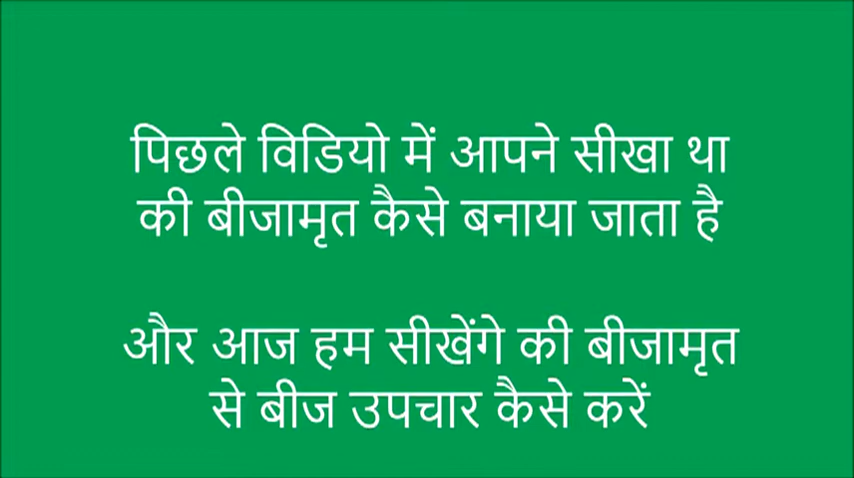 पिछले विडियो में आपने सीखा था
की बीजामृत कैसे बनाया जाता है
और आज हम सीखेंगे की बीजामृत
से बीज उपचार कैसे करें